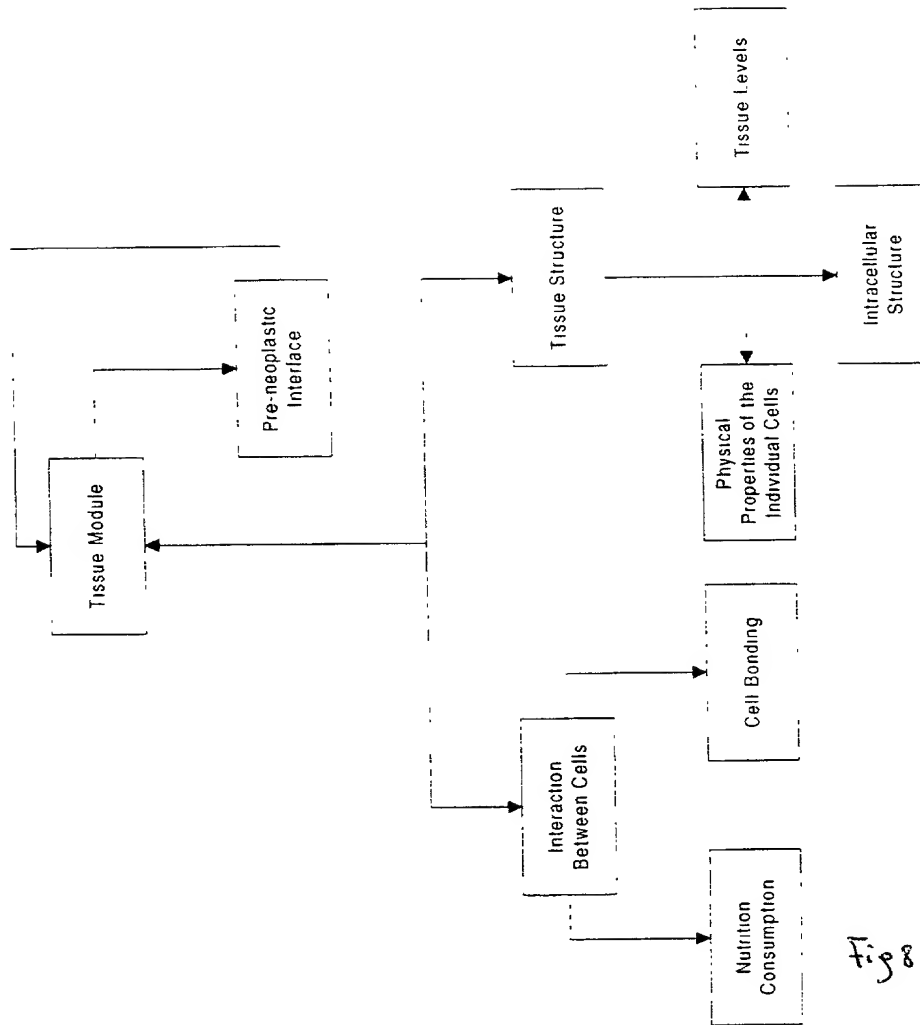 Tissue Module
Pre-neoplastic
Interlace
Interaction
Between Cells
Tissue Structure
Nutrition
Consumption
Cell Bonding
Physical
Properties of the
Individual Cells
Tissue Levels
Intracellular
Structure
Fig 8